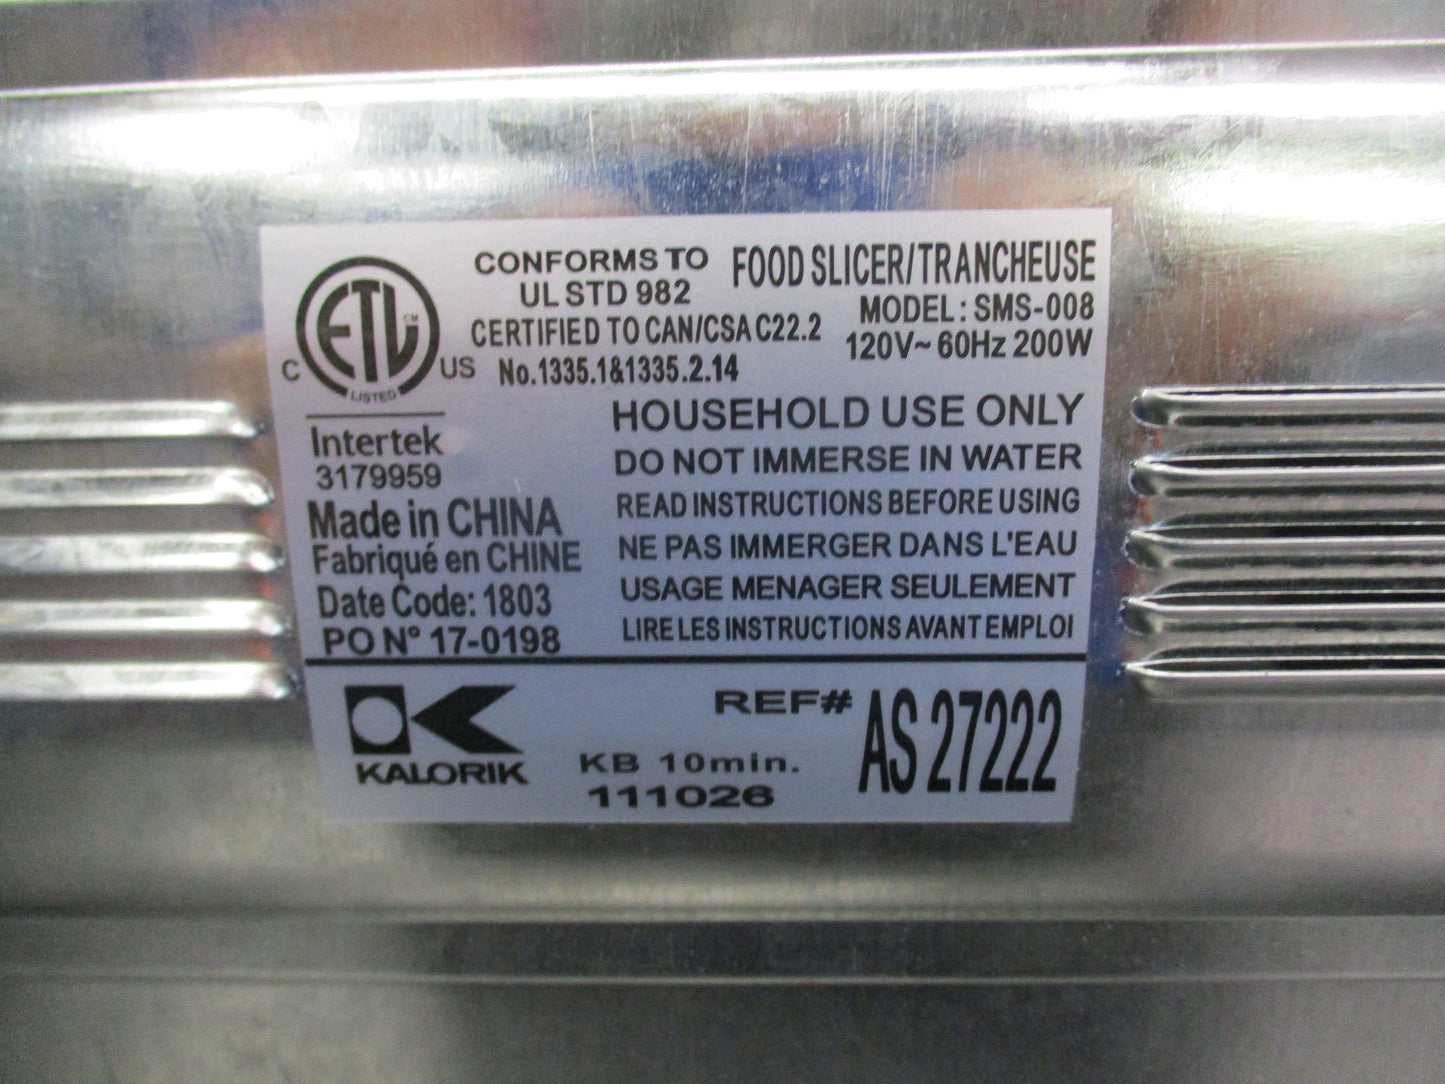 CONFORMS TO
UL STD 982
CERTIFIED TO CAN/CSA C22.2
No.1335.1&1335.2.14
FOOD SLICER/TRANCHEUSE
MODEL: SMS-008
120V~ 60Hz 200W
ETL CM
C US
LISTED
Intertek
3179959
Made in CHINA
Fabriqué en CHINE
Date Code: 1803
PO N° 17-0198
HOUSEHOLD USE ONLY
DO NOT IMMERSE IN WATER
READ INSTRUCTIONS BEFORE USING
NE PAS IMMERGER DANS L'EAU
USAGE MENAGER SEULEMENT
LIRE LES INSTRUCTIONS AVANT EMPLOI
K
KALORIK
KB 10min.
111026
REF# AS 27222